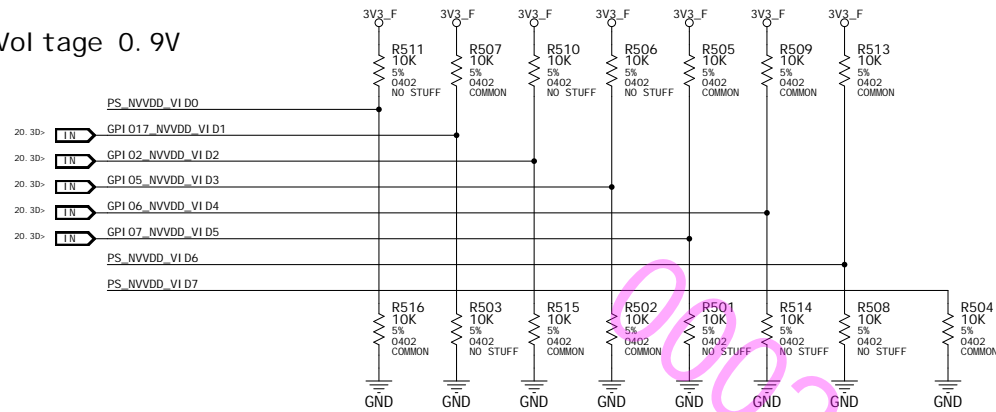 Voltage 0.9V
3V3_F 3V3_F 3V3_F 3V3_F 3V3_F 3V3_F 3V3_F
R511 R507 R510 R506 R505 R509 R513
10K 10K 10K 10K 10K 10K 10K
5% 5% 5% 5% 5% 5% 5%
0402 0402 0402 0402 0402 0402 0402
NO STUFF COMMON NO STUFF NO STUFF COMMON COMMON COMMON
PS_NVVDD_VID0
20.3D> IN GPIO17_NVVDD_VID1
20.3D> IN GPIO2_NVVDD_VID2
20.3D> IN GPIO5_NVVDD_VID3
20.3D> IN GPIO6_NVVDD_VID4
20.3D> IN GPIO7_NVVDD_VID5
PS_NVVDD_VID6
PS_NVVDD_VID7
R516 R503 R515 R502 R501 R514 R508 R504
10K 10K 10K 10K 10K 10K 10K 10K
5% 5% 5% 5% 5% 5% 5% 5%
0402 0402 0402 0402 0402 0402 0402 0402
COMMON NO STUFF COMMON COMMON NO STUFF NO STUFF NO STUFF COMMON
GND GND GND GND GND GND GND GND